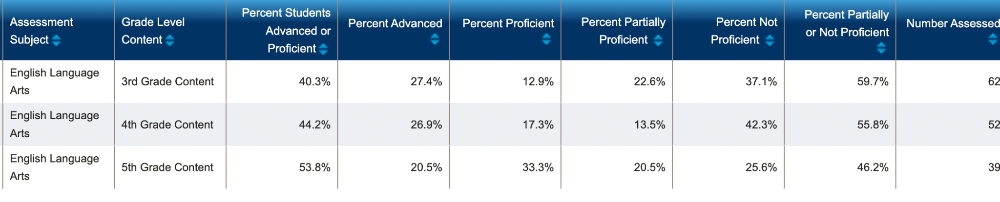 Assessment Subject | Grade Level Content | Percent Students Advanced or Proficient | Percent Advanced | Percent Proficient | Percent Partially Proficient | Percent Not Proficient | Percent Partially or Not Proficient | Number Assessed
English Language Arts | 3rd Grade Content | 40.3% | 27.4% | 12.9% | 22.6% | 37.1% | 59.7% | 62
English Language Arts | 4th Grade Content | 44.2% | 26.9% | 17.3% | 13.5% | 42.3% | 55.8% | 52
English Language Arts | 5th Grade Content | 53.8% | 20.5% | 33.3% | 20.5% | 25.6% | 46.2% | 39